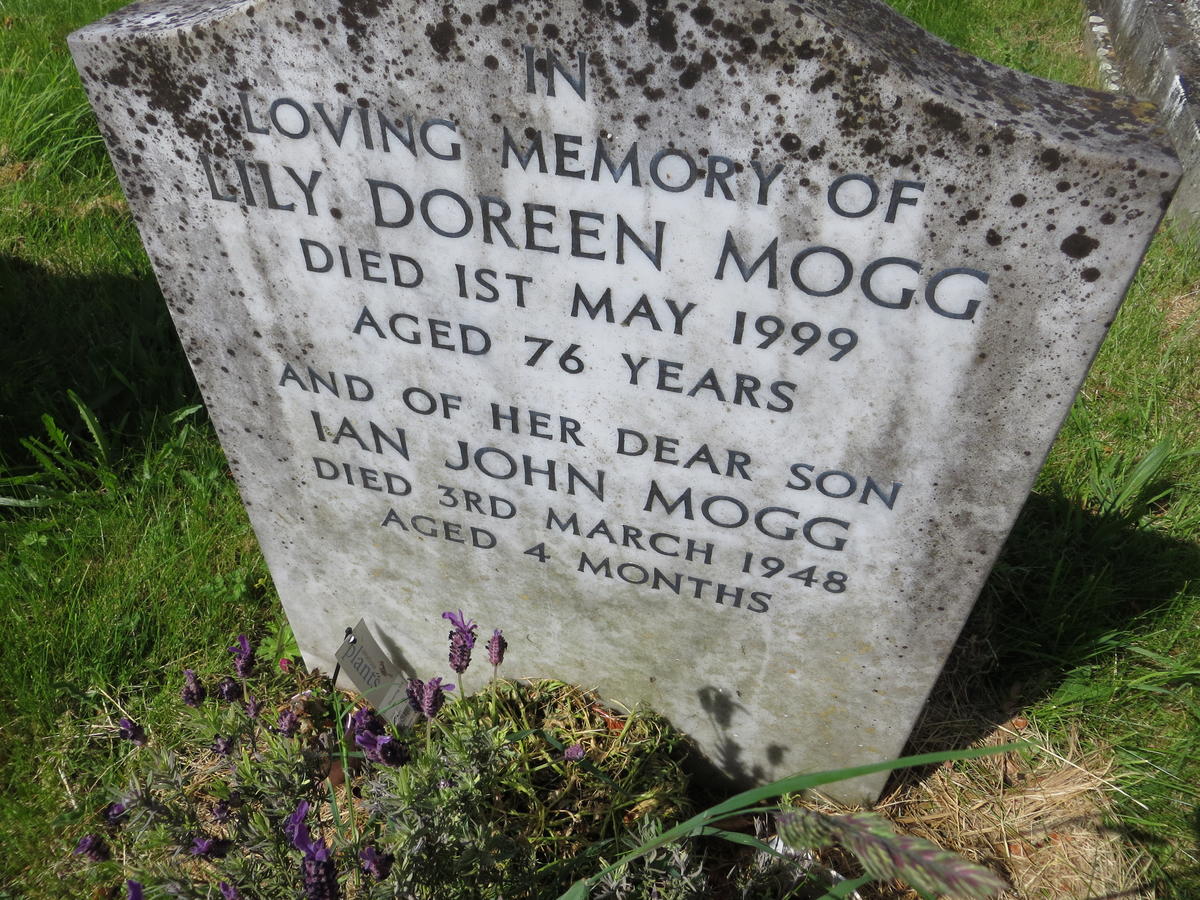 IN
LOVING MEMORY OF
LILY DOREEN MOGG
DIED 1ST MAY 1999
AGED 76 YEARS
AND OF HER DEAR SON
IAN JOHN MOGG
DIED 3RD MARCH 1948
AGED 4 MONTHS
plants